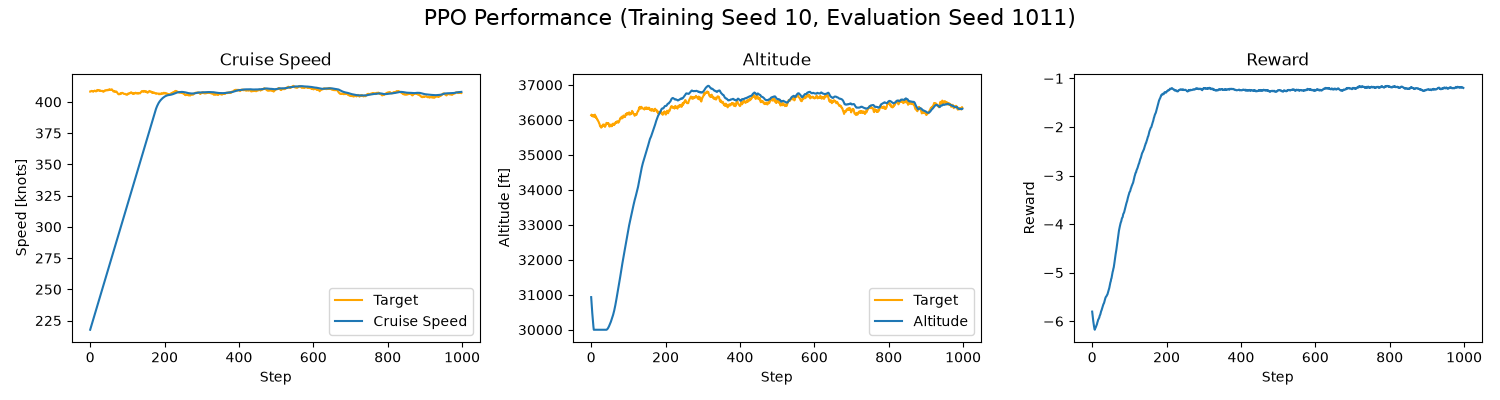 PPO Performance (Training Seed 10, Evaluation Seed 1011)
Cruise Speed
Speed [knots]
400
375
350
325
300
275
250
225
0 200 400 600 800 1000
Step
Target
Cruise Speed
Altitude
Altitude [ft]
37000
36000
35000
34000
33000
32000
31000
30000
0 200 400 600 800 1000
Step
Target
Altitude
Reward
Reward
−1
−2
−3
−4
−5
−6
0 200 400 600 800 1000
Step